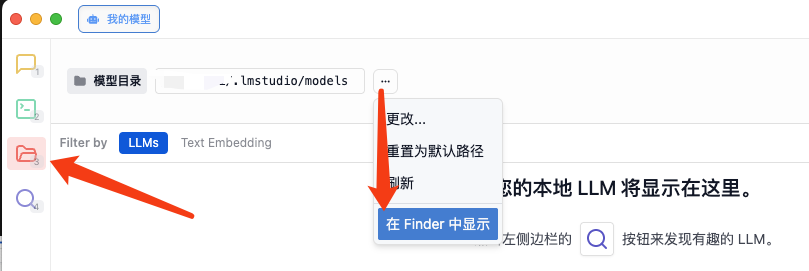 我的模型
1
2
3
4
模型目录
/.lmstudio/models
...
更改...
重置为默认路径
刷新
在 Finder 中显示
Filter by LLMs Text Embedding
您的本地 LLM 将显示在这里。
左侧边栏的 按钮来发现有趣的 LLM。